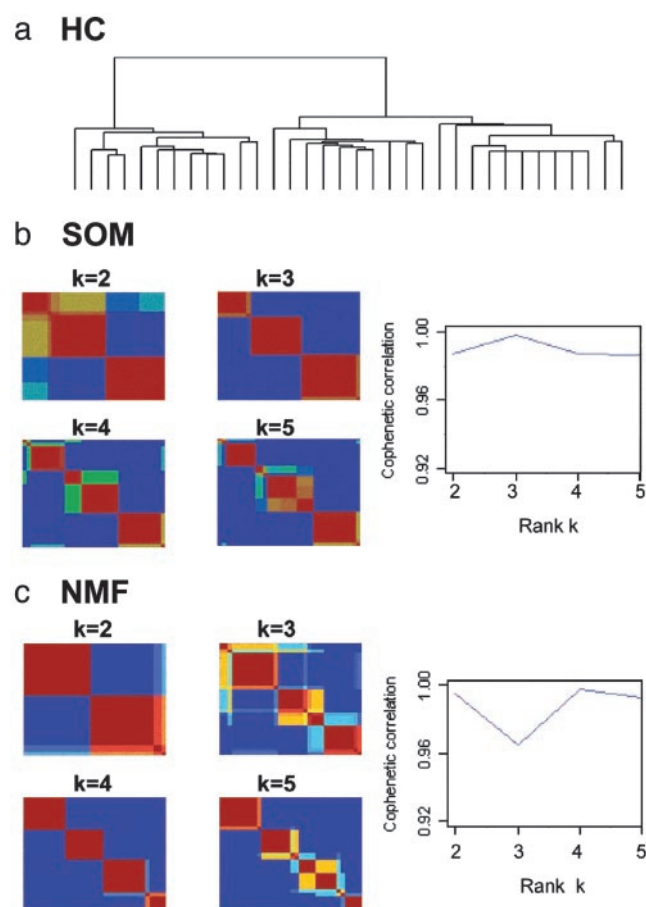 a HC
b SOM
k=2
k=3
k=4
k=5
Cophenetic correlation
1.00
0.96
0.92
2 3 4 5
Rank k
c NMF
k=2
k=3
k=4
k=5
Cophenetic correlation
1.00
0.96
0.92
2 3 4 5
Rank k